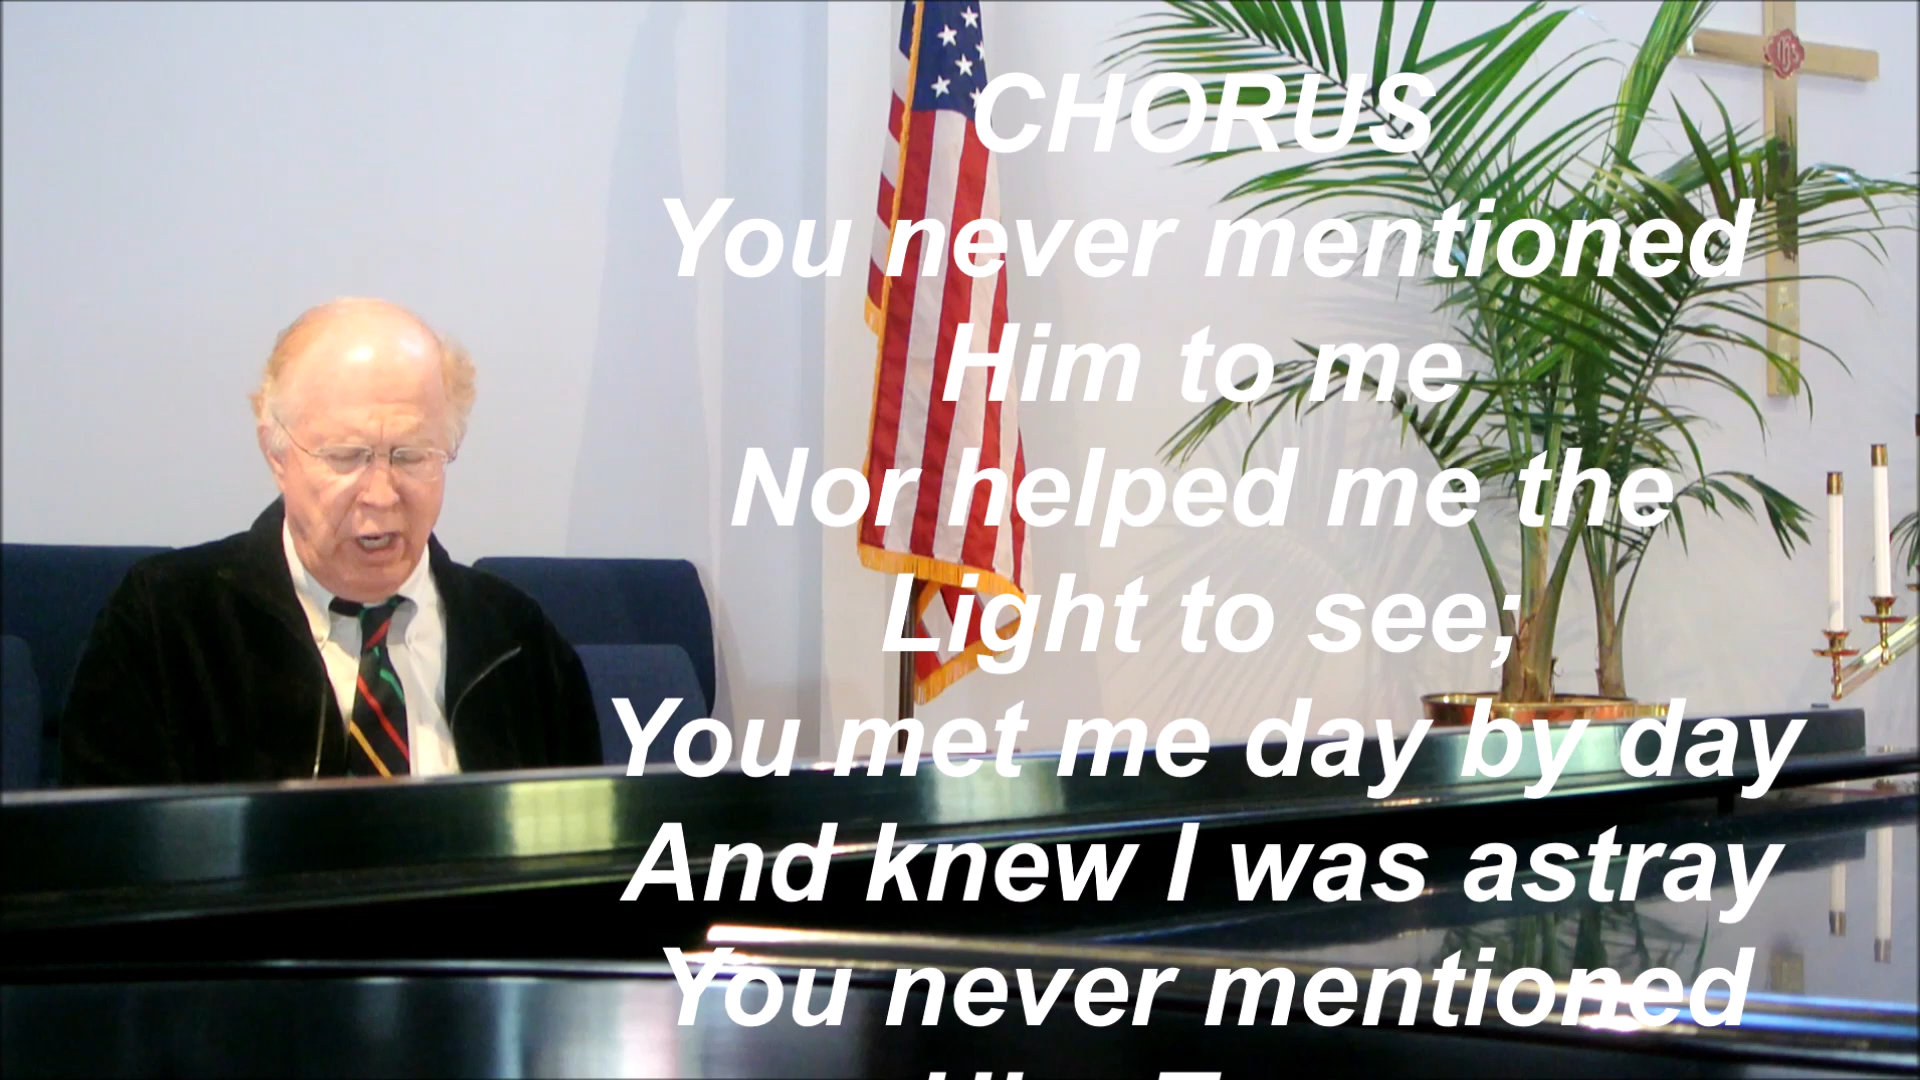 IHS
CHORUS
You never mentioned
Him to me
Nor helped me the
Light to see;
You met me day by day
And knew I was astray
You never mentioned